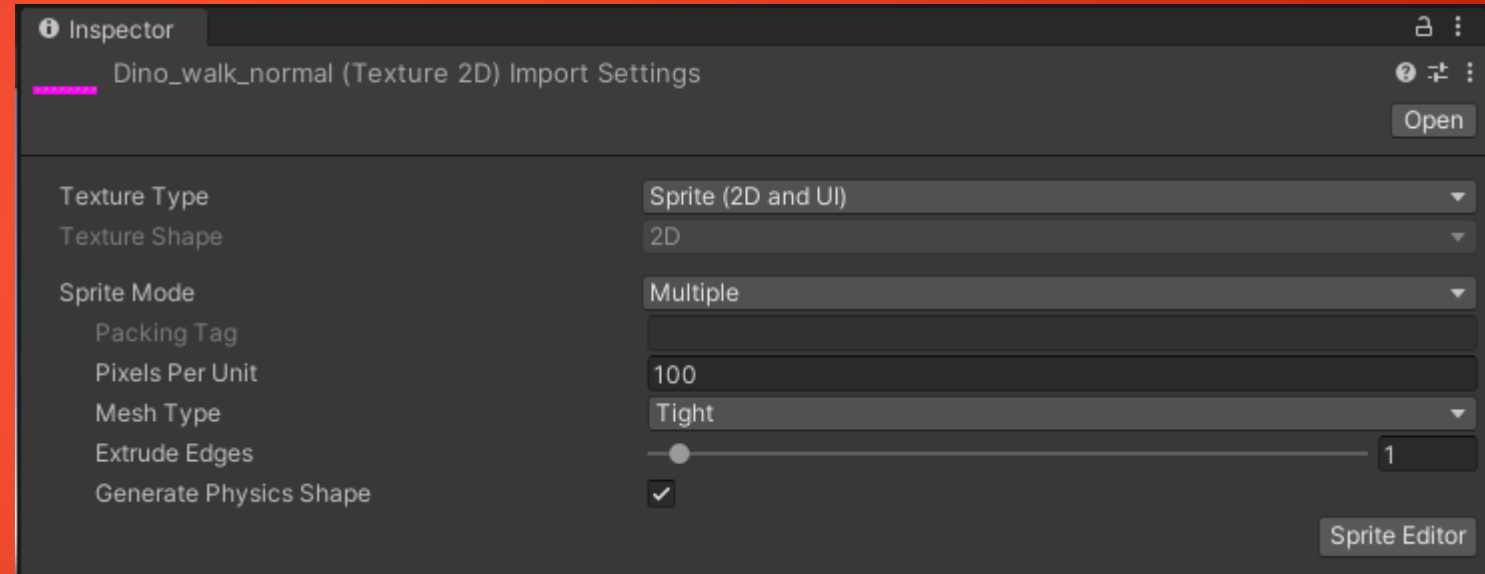 Inspector
Dino_walk_normal (Texture 2D) Import Settings
Open
Texture Type Sprite (2D and UI)
Texture Shape 2D
Sprite Mode Multiple
Packing Tag
Pixels Per Unit 100
Mesh Type Tight
Extrude Edges 1
Generate Physics Shape
Sprite Editor